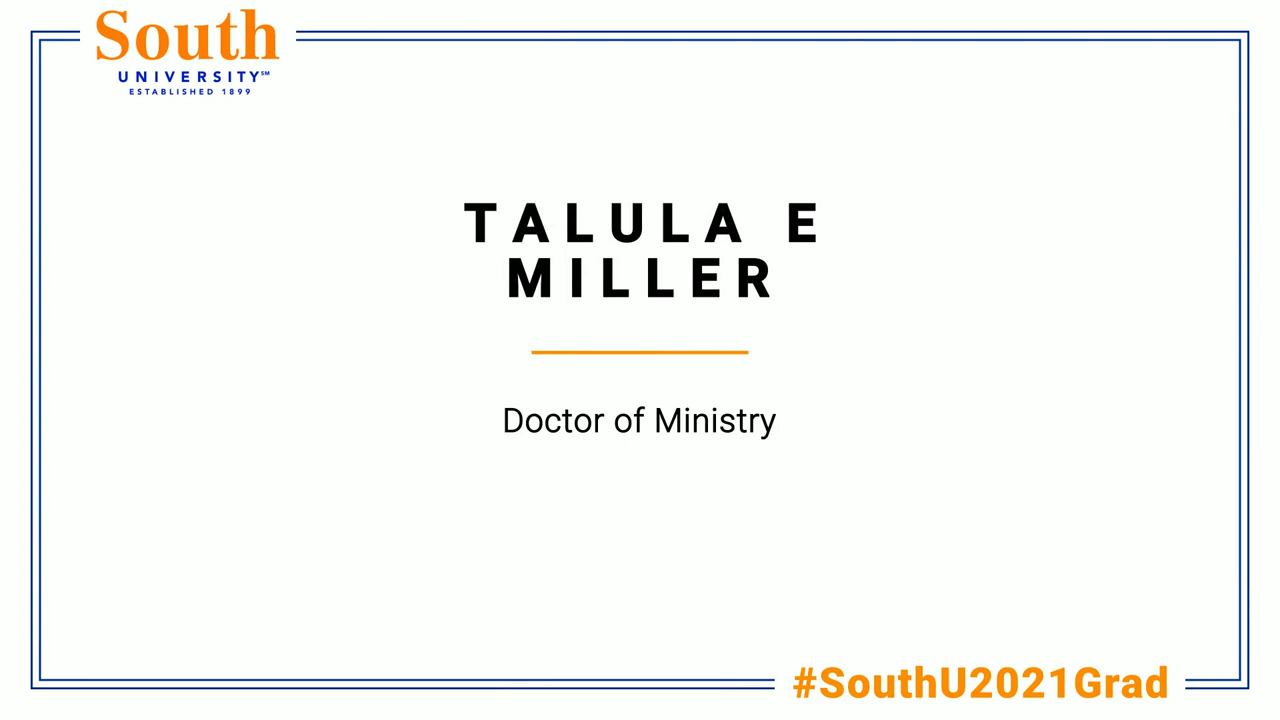 South
UNIVERSITY℠
ESTABLISHED 1899
TALULA E
MILLER
Doctor of Ministry
#SouthU2021Grad